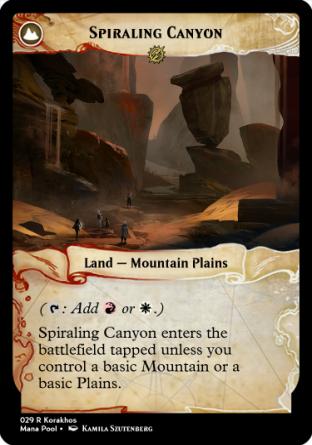 SPIRALING CANYON
Land — Mountain Plains
( : Add or .)
Spiraling Canyon enters the
battlefield tapped unless you
control a basic Mountain or a
basic Plains.
029 R Korakhos
Mana Pool • KAMILA SZUTENBERG